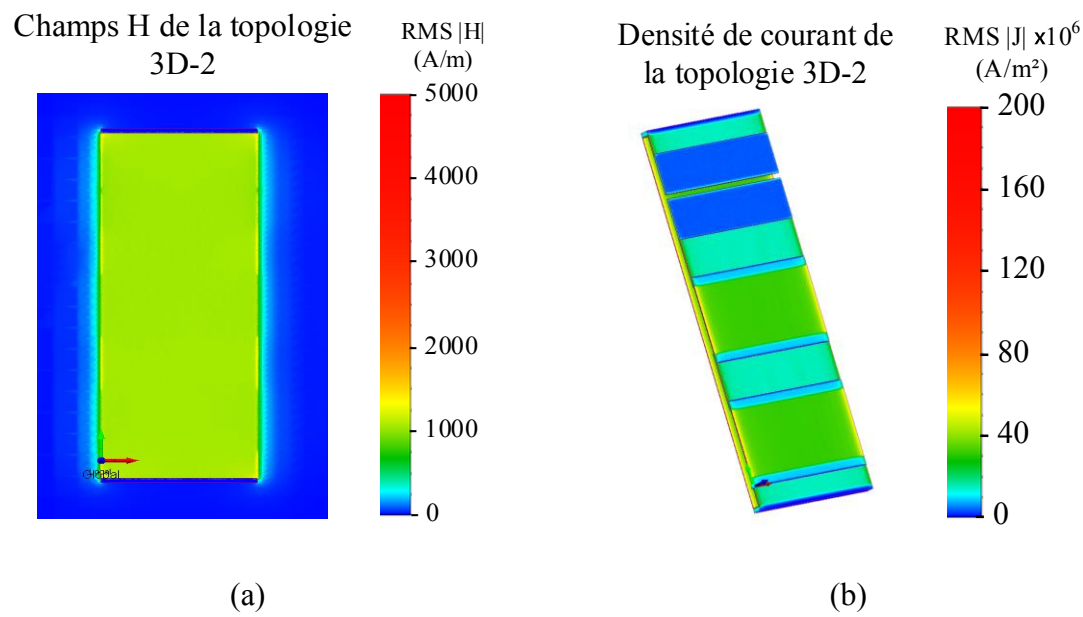 Champs H de la topologie
3D-2
RMS |H|
(A/m)
5000
4000
3000
2000
1000
0
(a)
Densité de courant de
la topologie 3D-2
RMS |J| x10⁶
(A/m²)
200
160
120
80
40
0
(b)